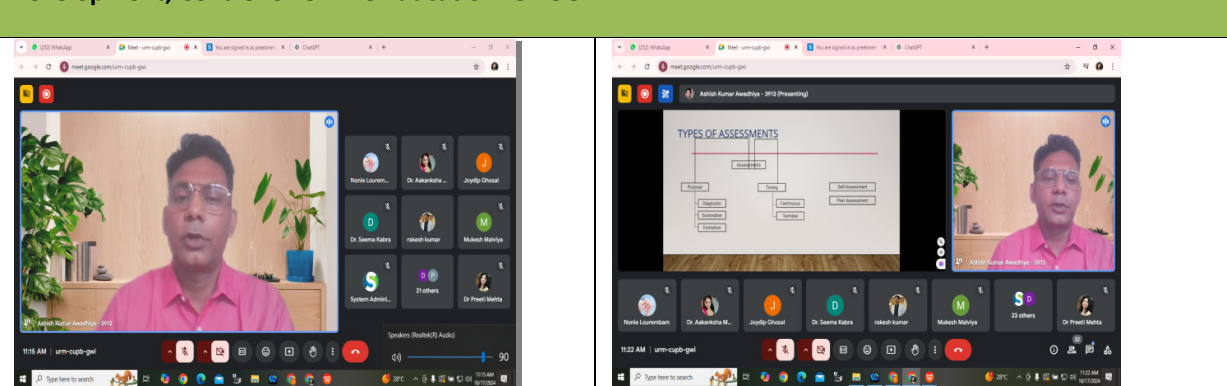 (252) WhatsApp
Meet - urm-cupb-gwi
You are signed in as preetime
ChatGPT
meet.google.com/urm-cupb-gwi
Nonie Lourem...
Dr. Aakanksha ...
Joydip Ghosal
J
Dr. Seema Kabra
D
rakesh kumar
Mukesh Malviya
M
System Admini...
21 others
D P
Dr Preeti Mehta
Ashish Kumar Awadhiya - 3913
Speakers (Realtek(R) Audio)
90
11:15 AM | urm-cupb-gwi
Type here to search
28°C
11:15 AM
10/17/2024
(252) WhatsApp
Meet - urm-cupb-gwi
You are signed in as preetime
ChatGPT
meet.google.com/urm-cupb-gwi
Ashish Kumar Awadhiya - 3913 (Presenting)
TYPES OF ASSESSMENTS
Assessments
Purpose
Timing
Self Assessment
Diagnostic
Continuous
Peer Assessment
Summative
Terminal
Formative
Ashish Kumar Awadhiya - 3913
Nonie Lourembam
Dr. Aakanksha M...
Joydip Ghosal
J
Dr. Seema Kabra
D
rakesh kumar
Mukesh Malviya
M
23 others
S D
Dr Preeti Mehta
11:22 AM | urm-cupb-gwi
Type here to search
28°C
11:22 AM
10/17/2024